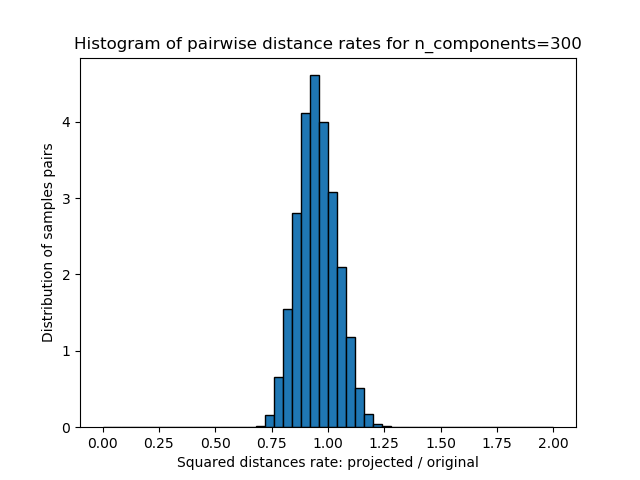 Histogram of pairwise distance rates for n_components=300
Distribution of samples pairs
4
3
2
1
0
0.00 0.25 0.50 0.75 1.00 1.25 1.50 1.75 2.00
Squared distances rate: projected / original